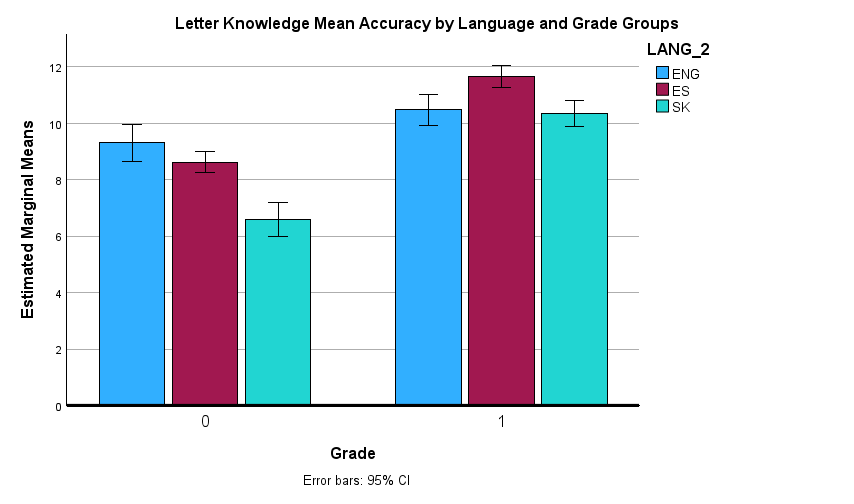 Letter Knowledge Mean Accuracy by Language and Grade Groups
LANG_2
ENG
ES
SK
Estimated Marginal Means
12
10
8
6
4
2
0
0
1
Grade
Error bars: 95% CI